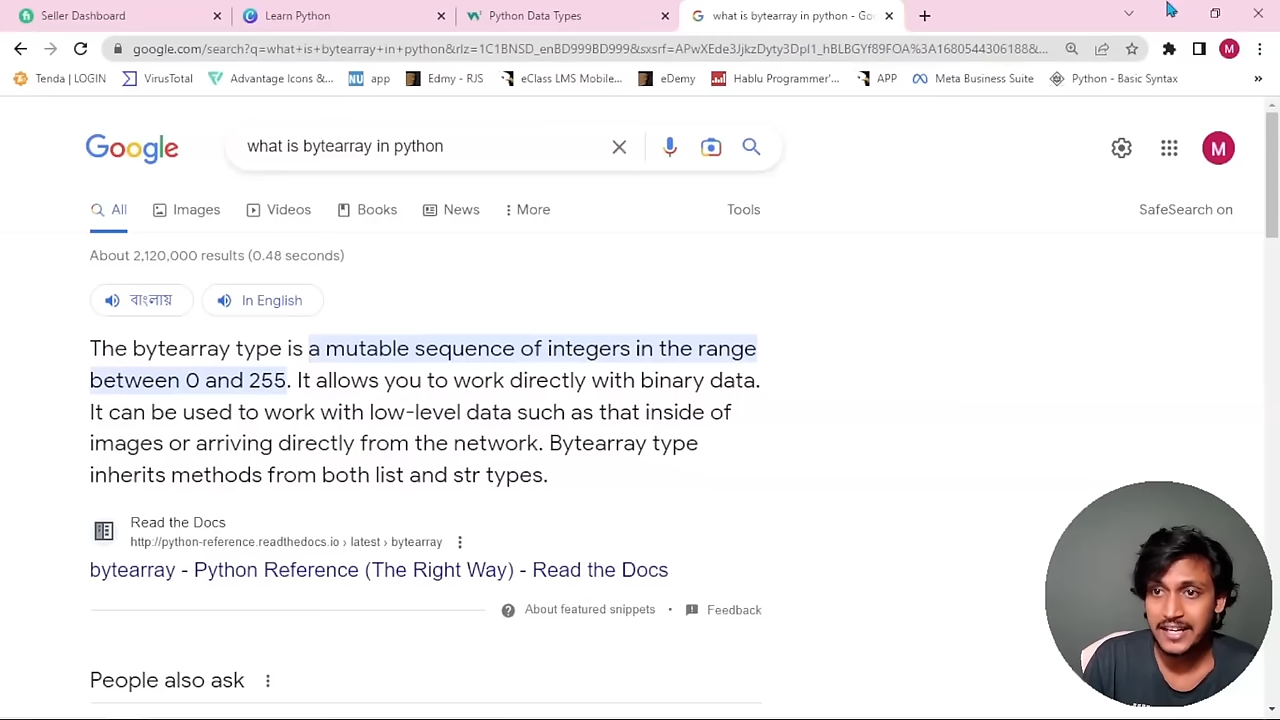 Seller Dashboard
Learn Python
Python Data Types
what is bytearray in python - Goo
google.com/search?q=what+is+bytearray+in+python&rlz=1C1BNSD_enBD999BD999&sxsrf=APwXEde3JjkzDyty3DpI1_hBLBGYf89FOA%3A1680544306188&...
M
Tenda | LOGIN
VirusTotal
Advantage Icons &...
NU app
Edmy - RJS
eClass LMS Mobile...
eDemy
Hablu Programmer'...
APP
Meta Business Suite
Python - Basic Syntax
»
Google
what is bytearray in python
M
All
Images
Videos
Books
News
More
Tools
SafeSearch on
About 2,120,000 results (0.48 seconds)
বাংলায়
In English
The bytearray type is a mutable sequence of integers in the range
between 0 and 255. It allows you to work directly with binary data.
It can be used to work with low-level data such as that inside of
images or arriving directly from the network. Bytearray type
inherits methods from both list and str types.
Read the Docs
http://python-reference.readthedocs.io › latest › bytearray
bytearray - Python Reference (The Right Way) - Read the Docs
About featured snippets • Feedback
People also ask